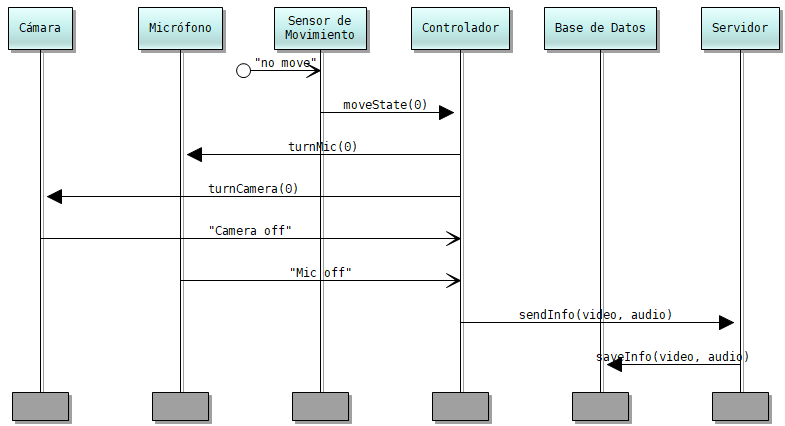 Cámara
Micrófono
Sensor de
Movimiento
Controlador
Base de Datos
Servidor
"no move"
moveState(0)
turnMic(0)
turnCamera(0)
"Camera off"
"Mic off"
sendInfo(video, audio)
saveInfo(video, audio)